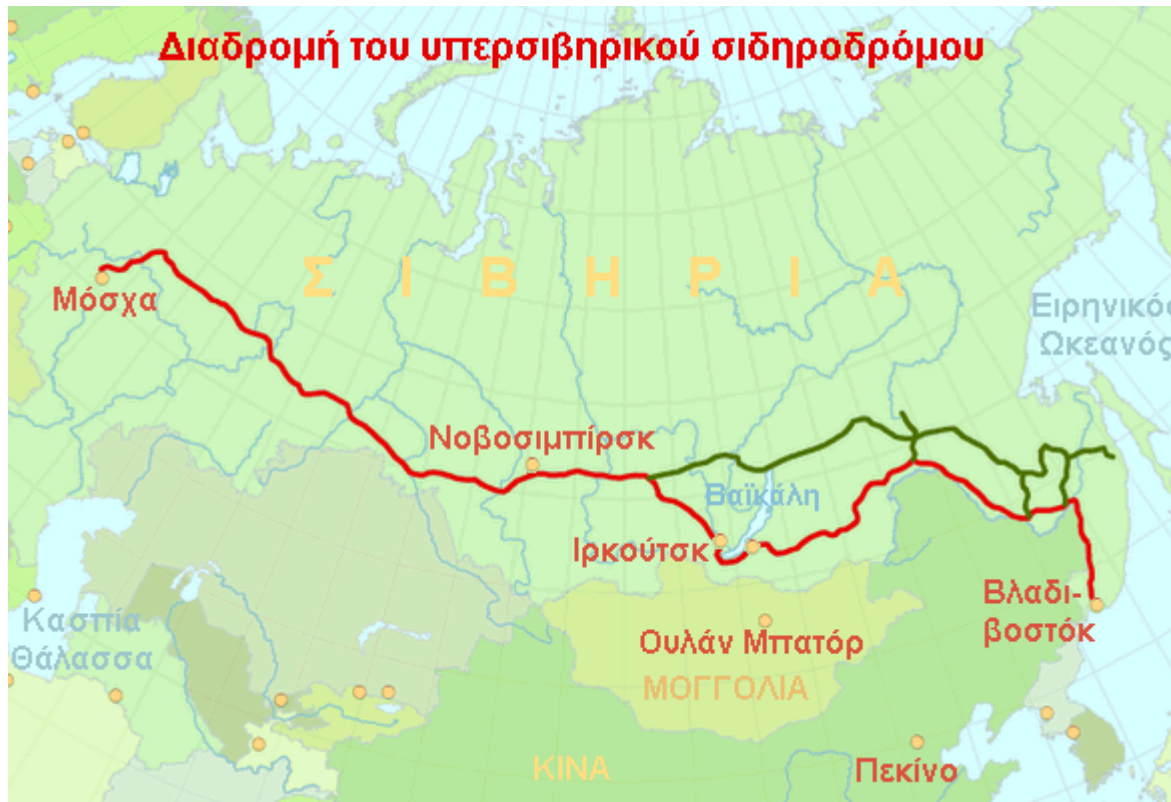 Διαδρομή του υπερσιβηρικού σιδηροδρόμου
Σ Ι Β Η Ρ Ι Α
Μόσχα
Ειρηνικός
Ωκεανός
Νοβοσιμπίρσκ
Βαϊκάλη
Ιρκούτσκ
Βλαδι-
βοστόκ
Κασπία
Θάλασσα
Ουλάν Μπατόρ
ΜΟΓΓΟΛΙΑ
ΚΙΝΑ
Πεκίνο